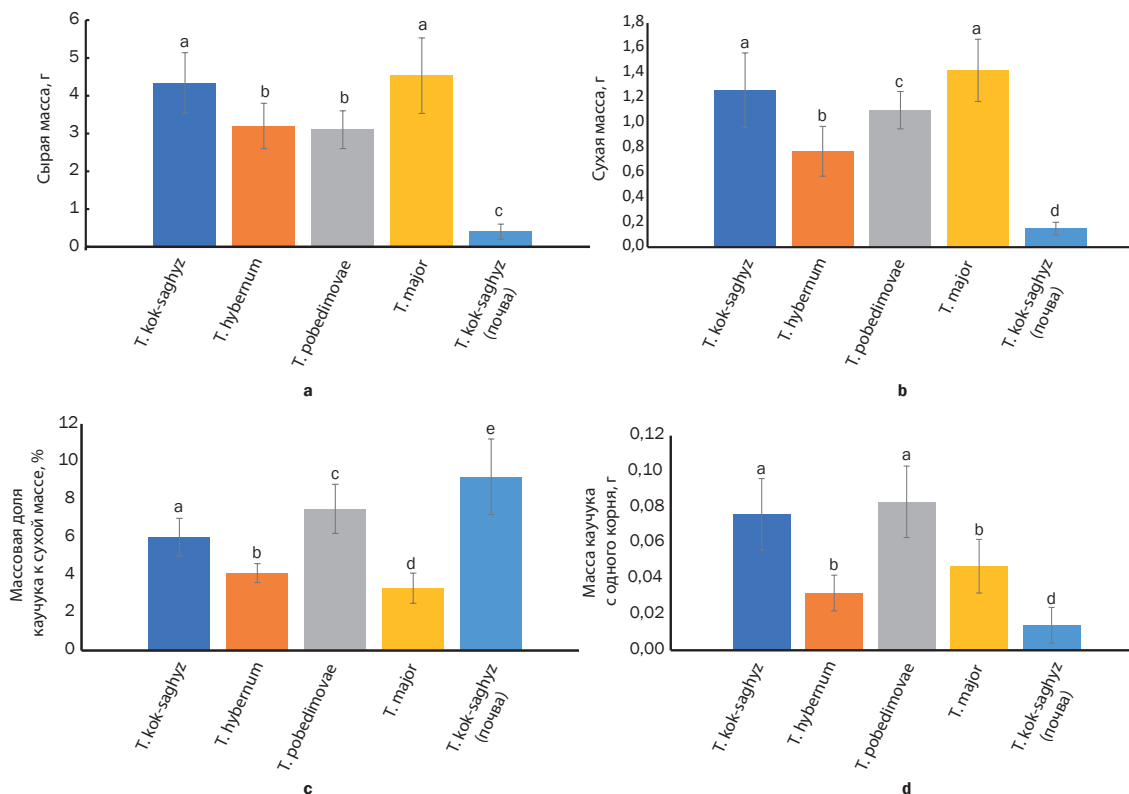 Сырая масса, г
6
5
4
3
2
1
0
a
b
b
a
c
T. kok-saghyz
T. hybernum
T. pobedimovae
T. major
T. kok-saghyz
(почва)
a
Сухая масса, г
1,8
1,6
1,4
1,2
1,0
0,8
0,6
0,4
0,2
0,0
a
b
c
a
d
T. kok-saghyz
T. hybernum
T. pobedimovae
T. major
T. kok-saghyz
(почва)
b
Массовая доля
каучука к сухой массе, %
12
10
8
6
4
2
0
a
b
c
d
e
T. kok-saghyz
T. hybernum
T. pobedimovae
T. major
T. kok-saghyz
(почва)
c
Масса каучука
с одного корня, г
0,12
0,10
0,08
0,06
0,04
0,02
0,00
a
b
a
b
d
T. kok-saghyz
T. hybernum
T. pobedimovae
T. major
T. kok-saghyz
(почва)
d